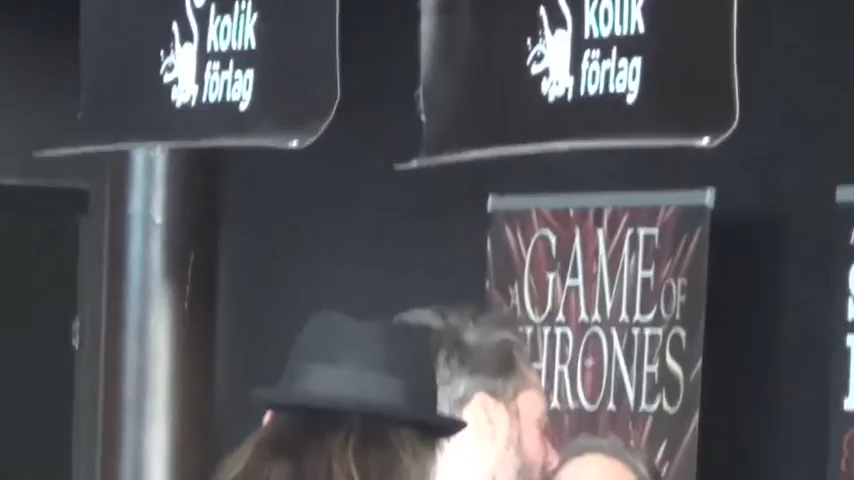 kolik
förlag
kolik
förlag
A GAME OF
THRONES